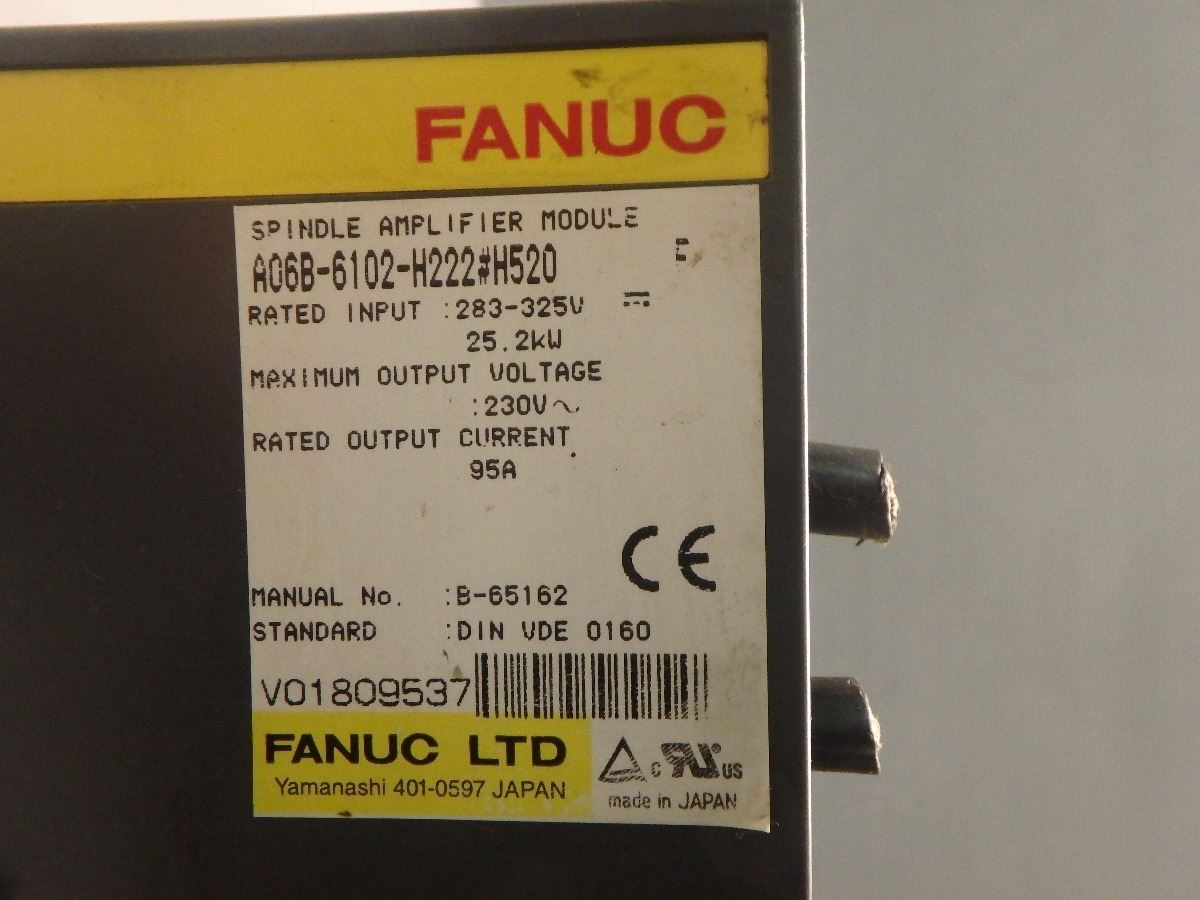 FANUC
SPINDLE AMPLIFIER MODULE
A06B-6102-H222#H520
RATED INPUT :283-325V ⎓
25.2kW
MAXIMUM OUTPUT VOLTAGE
:230V~
RATED OUTPUT CURRENT
95A
CE
MANUAL No. :B-65162
STANDARD :DIN VDE 0160
V01809537
FANUC LTD
Yamanashi 401-0597 JAPAN
c RU US
made in JAPAN